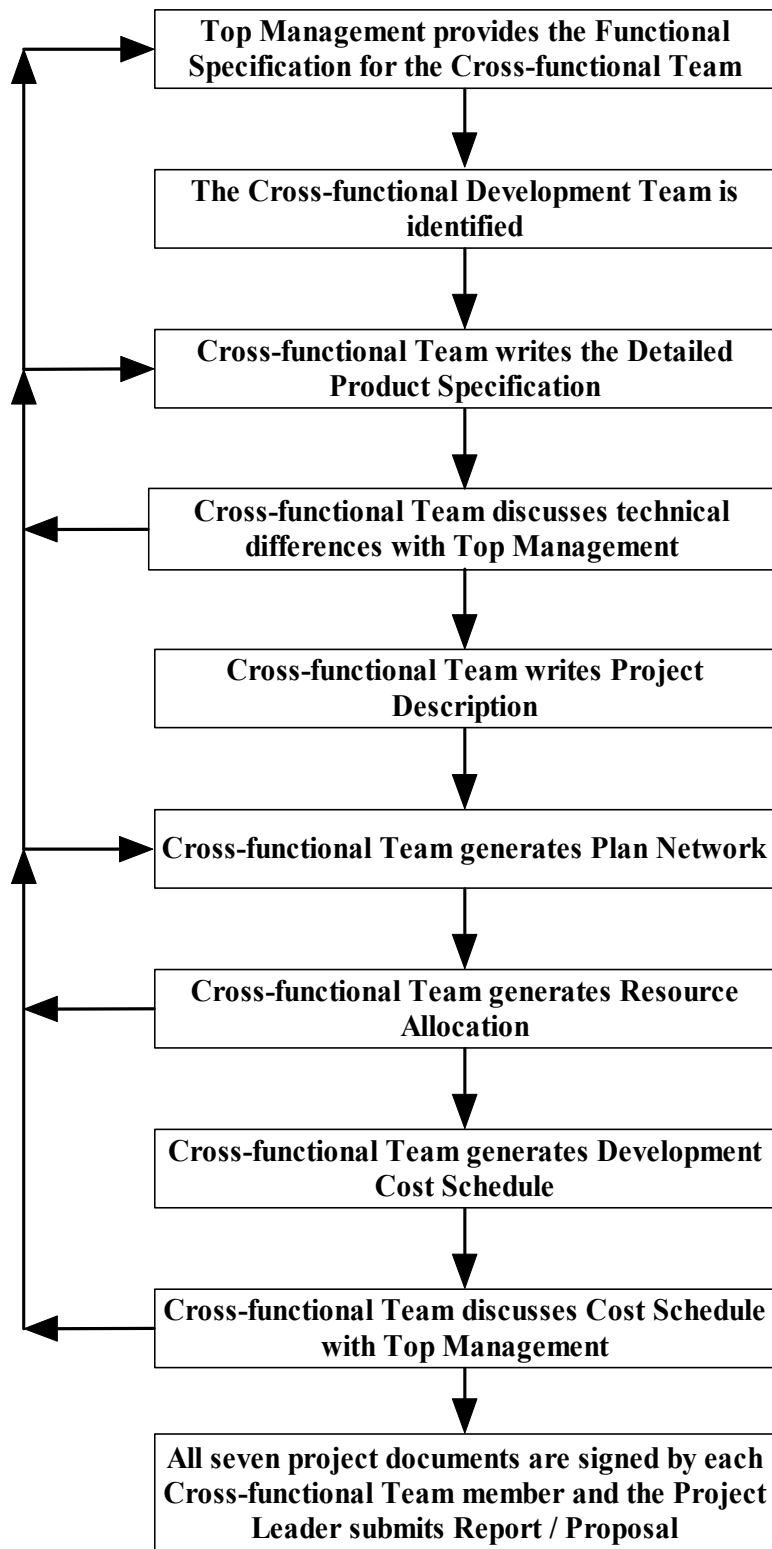 Top Management provides the Functional
Specification for the Cross-functional Team
The Cross-functional Development Team is
identified
Cross-functional Team writes the Detailed
Product Specification
Cross-functional Team discusses technical
differences with Top Management
Cross-functional Team writes Project
Description
Cross-functional Team generates Plan Network
Cross-functional Team generates Resource
Allocation
Cross-functional Team generates Development
Cost Schedule
Cross-functional Team discusses Cost Schedule
with Top Management
All seven project documents are signed by each
Cross-functional Team member and the Project
Leader submits Report / Proposal